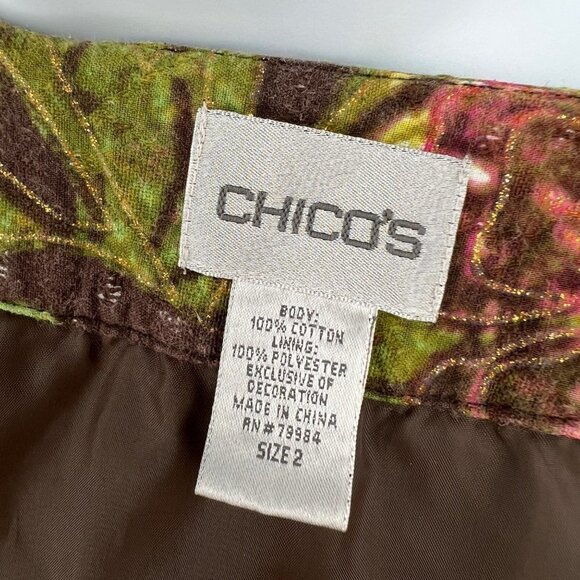 CHICO'S
BODY:
100% COTTON
LINING:
100% POLYESTER
EXCLUSIVE OF
DECORATION
MADE IN CHINA
RN# 79984
SIZE 2